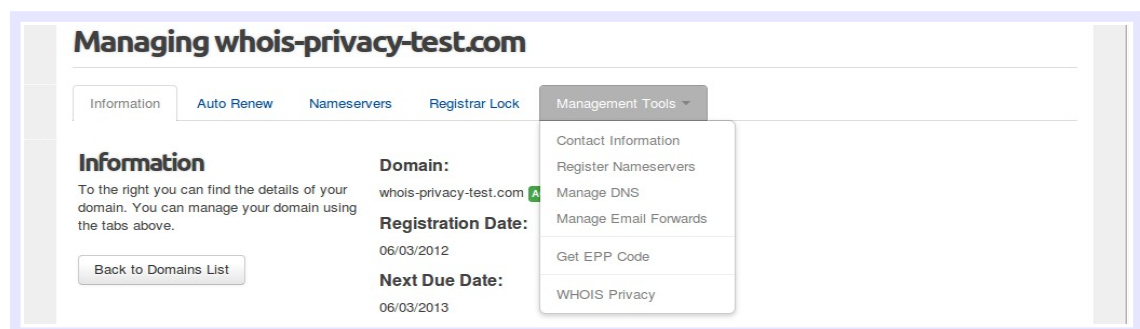 Managing whois-privacy-test.com
Information Auto Renew Nameservers Registrar Lock Management Tools
Information
To the right you can find the details of your
domain. You can manage your domain using
the tabs above.
Back to Domains List
Domain:
whois-privacy-test.com
Registration Date:
06/03/2012
Next Due Date:
06/03/2013
Contact Information
Register Nameservers
Manage DNS
Manage Email Forwards
Get EPP Code
WHOIS Privacy